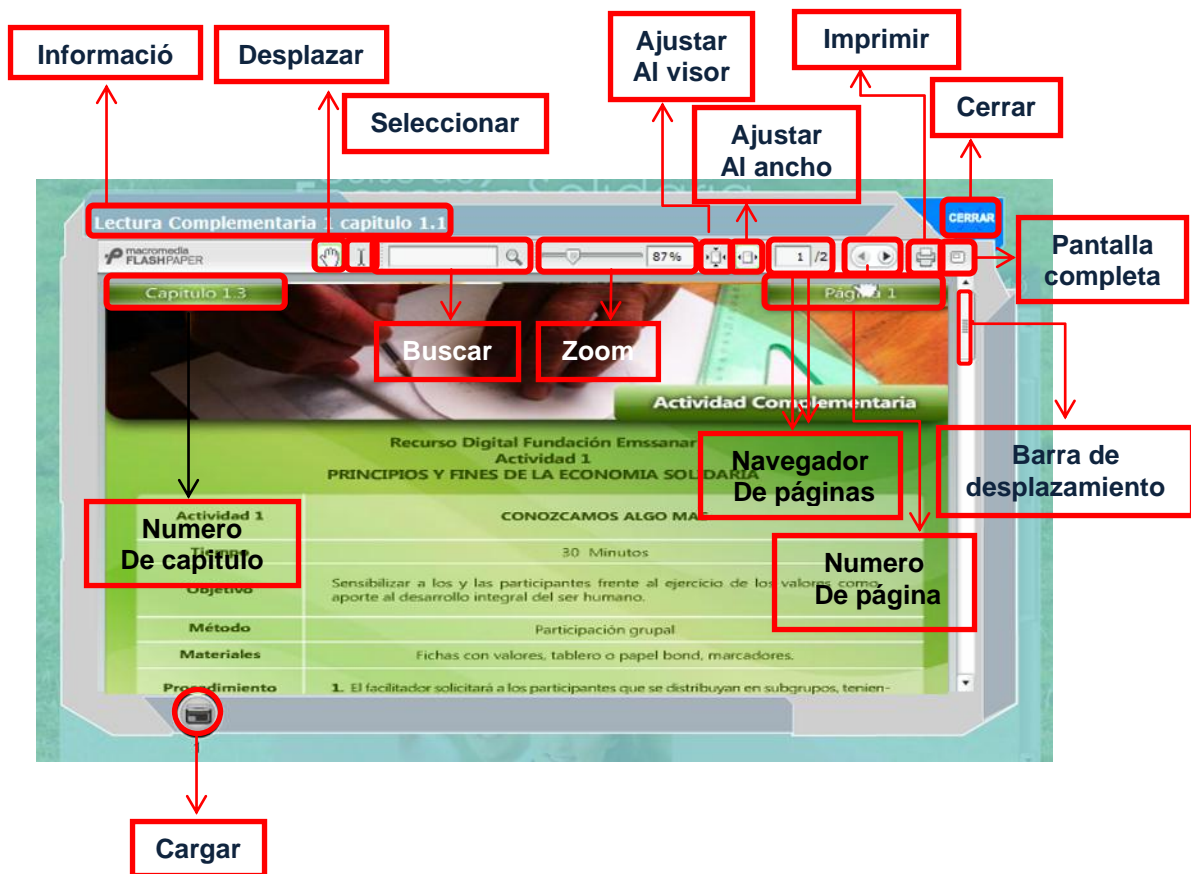 Informació
Desplazar
Seleccionar
Ajustar
Al visor
Imprimir
Ajustar
Al ancho
Cerrar
Solidaria
Lectura Complementaria 1 capitulo 1.1
CERRAR
macromedia
FLASHPAPER
87%
1 /2
Pantalla
completa
Capitulo 1.3
Página 1
Buscar
Zoom
Actividad Complementaria
Recurso Digital Fundación Emssanar
Actividad 1
PRINCIPIOS Y FINES DE LA ECONOMIA SOLIDARIA
Navegador
De páginas
Barra de
desplazamiento
Actividad 1
CONOZCAMOS ALGO MAS
Numero
De capitulo
Tiempo
30 Minutos
Numero
De página
Objetivo
Sensibilizar a los y las participantes frente al ejercicio de los valores como
aporte al desarrollo integral del ser humano.
Método
Participación grupal
Materiales
Fichas con valores, tablero o papel bond, marcadores.
Procedimiento
1. El facilitador solicitará a los participantes que se distribuyan en subgrupos, tenien-
Cargar